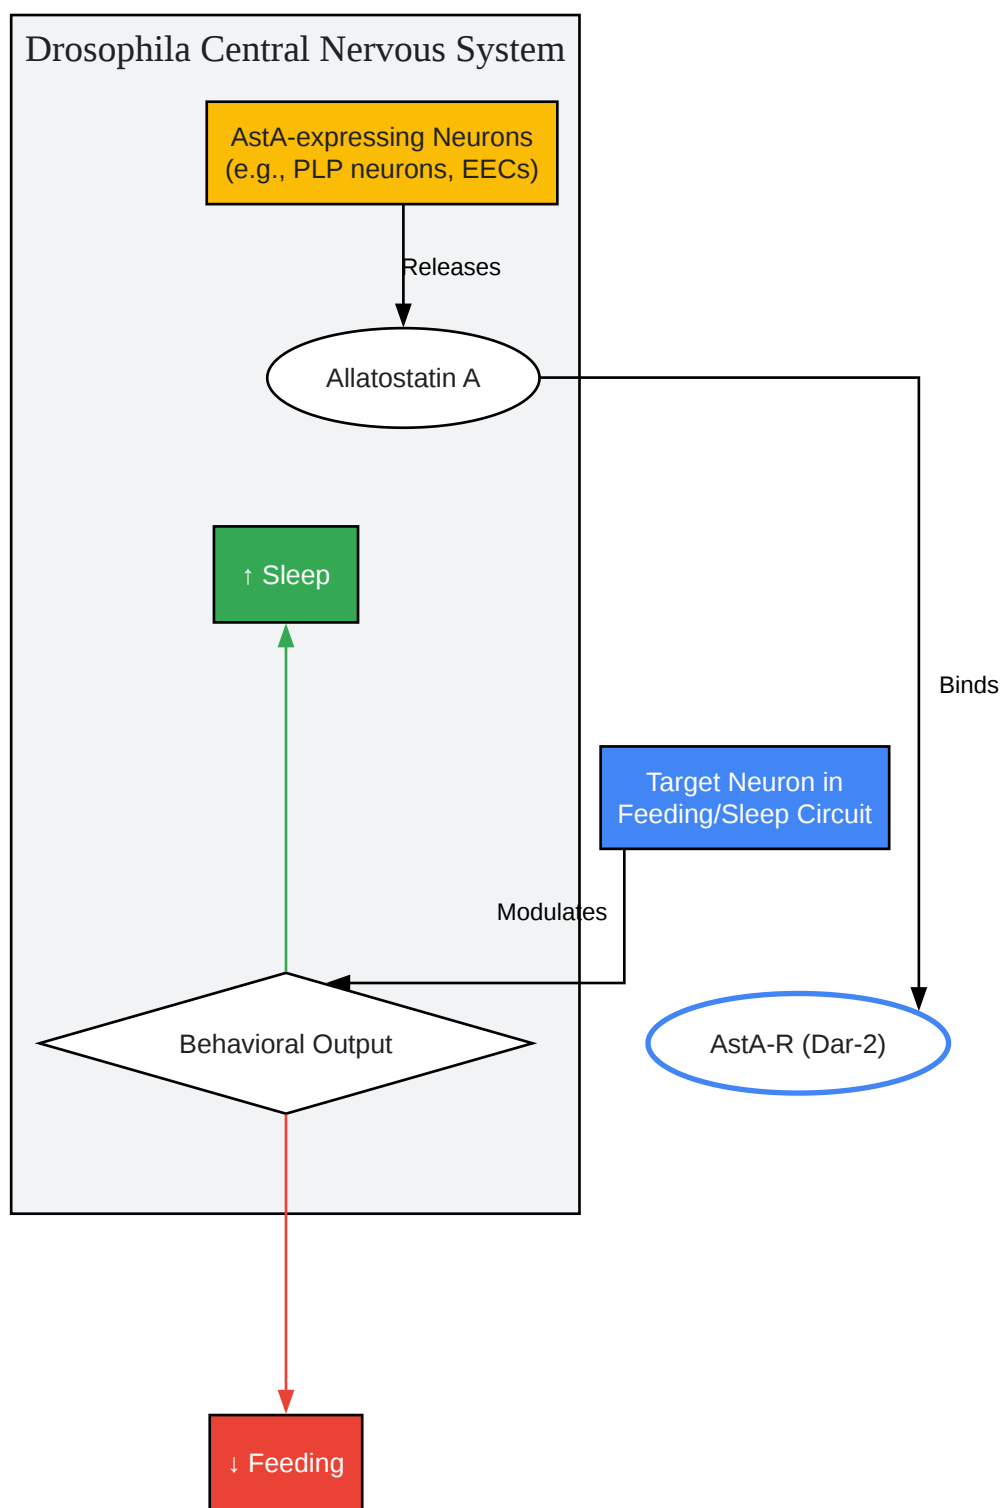 Drosophila Central Nervous System
AstA-expressing Neurons
(e.g., PLP neurons, EECs)
Releases
Allatostatin A
↑ Sleep
Binds
Target Neuron in
Feeding/Sleep Circuit
Modulates
Behavioral Output
AstA-R (Dar-2)
↓ Feeding